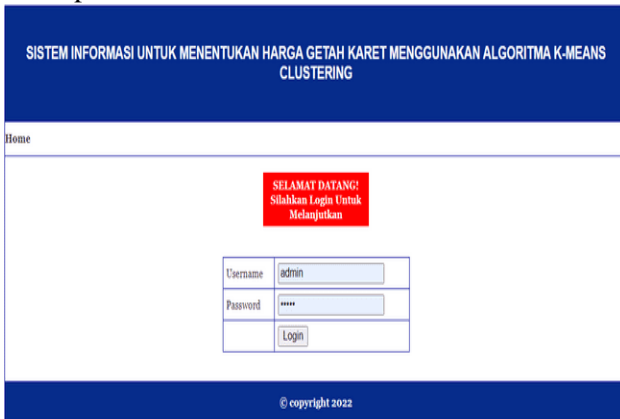 SISTEM INFORMASI UNTUK MENENTUKAN HARGA GETAH KARET MENGGUNAKAN ALGORITMA K-MEANS
CLUSTERING
Home
SELAMAT DATANG!
Silahkan Login Untuk
Melanjutkan
Username admin
Password •••••
Login
© copyright 2022